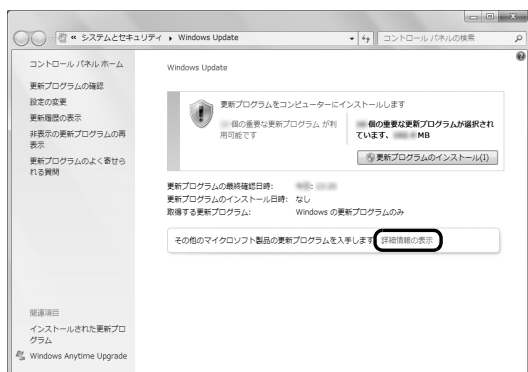 « システムとセキュリティ ▸ Windows Update
コントロール パネルの検索
コントロール パネル ホーム
更新プログラムの確認
設定の変更
更新履歴の表示
非表示の更新プログラムの再
表示
更新プログラムのよく寄せら
れる質問
Windows Update
更新プログラムをコンピューターにインストールします
個の重要な更新プログラム が利
用可能です
個の重要な更新プログラムが選択され
ています、 MB
更新プログラムのインストール(I)
更新プログラムの最終確認日時:
更新プログラムのインストール日時: なし
取得する更新プログラム: Windows の更新プログラムのみ
その他のマイクロソフト製品の更新プログラムを入手します 詳細情報の表示
関連項目
インストールされた更新プロ
グラム
Windows Anytime Upgrade